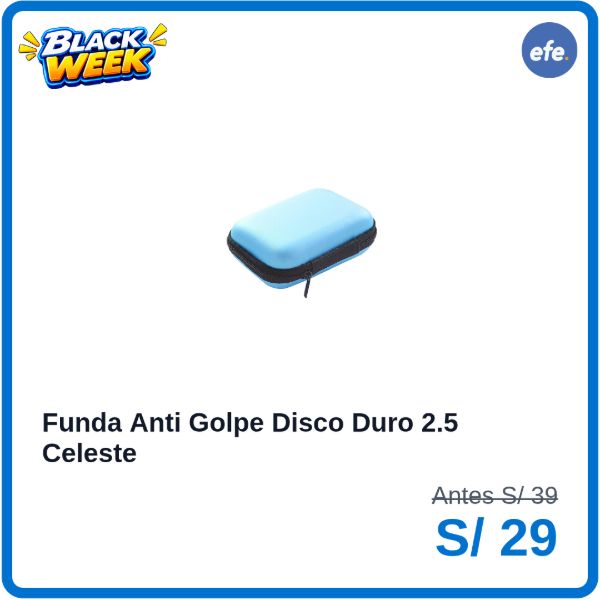 BLACK
WEEK
efe.
Funda Anti Golpe Disco Duro 2.5
Celeste
Antes S/ 39
S/ 29